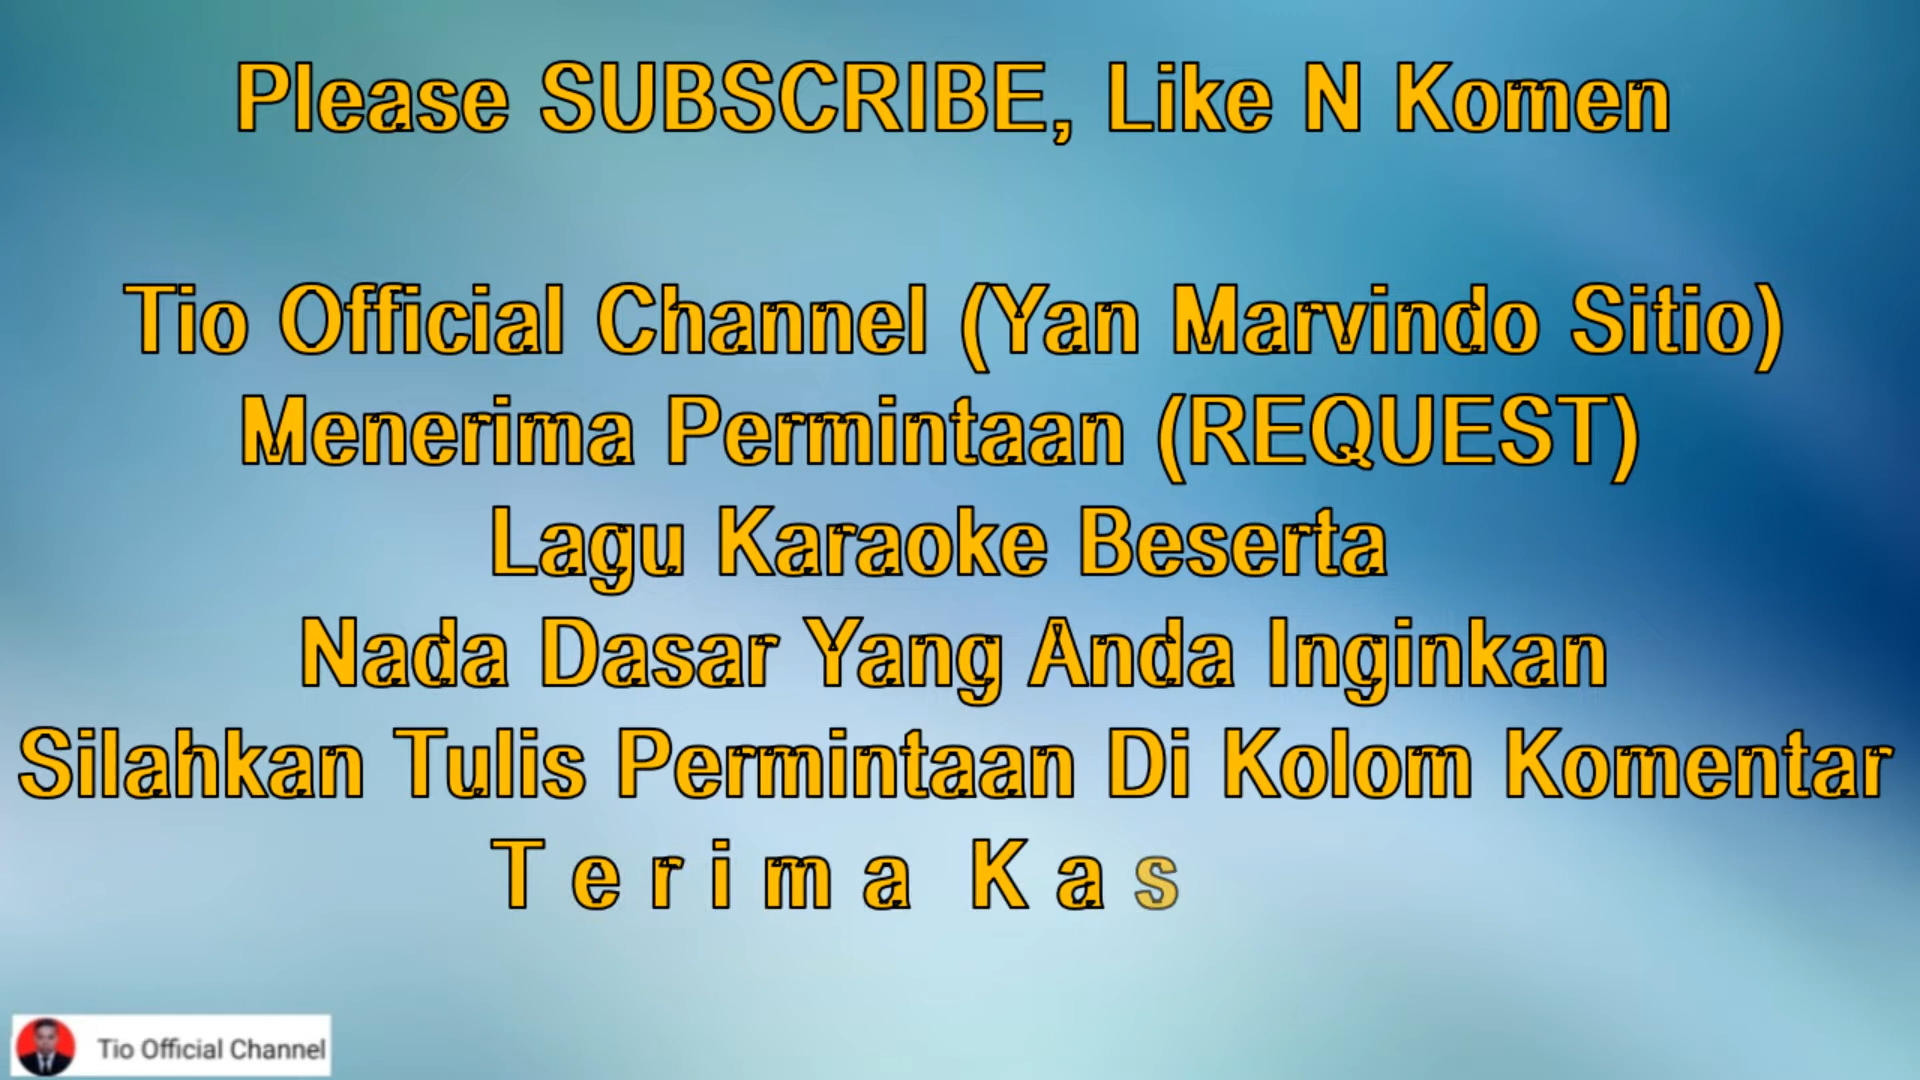 Please SUBSCRIBE, Like N Komen
Tio Official Channel (Yan Marvindo Sitio)
Menerima Permintaan (REQUEST)
Lagu Karaoke Beserta
Nada Dasar Yang Anda Inginkan
Silahkan Tulis Permintaan Di Kolom Komentar
T e r i m a K a s
Tio Official Channel